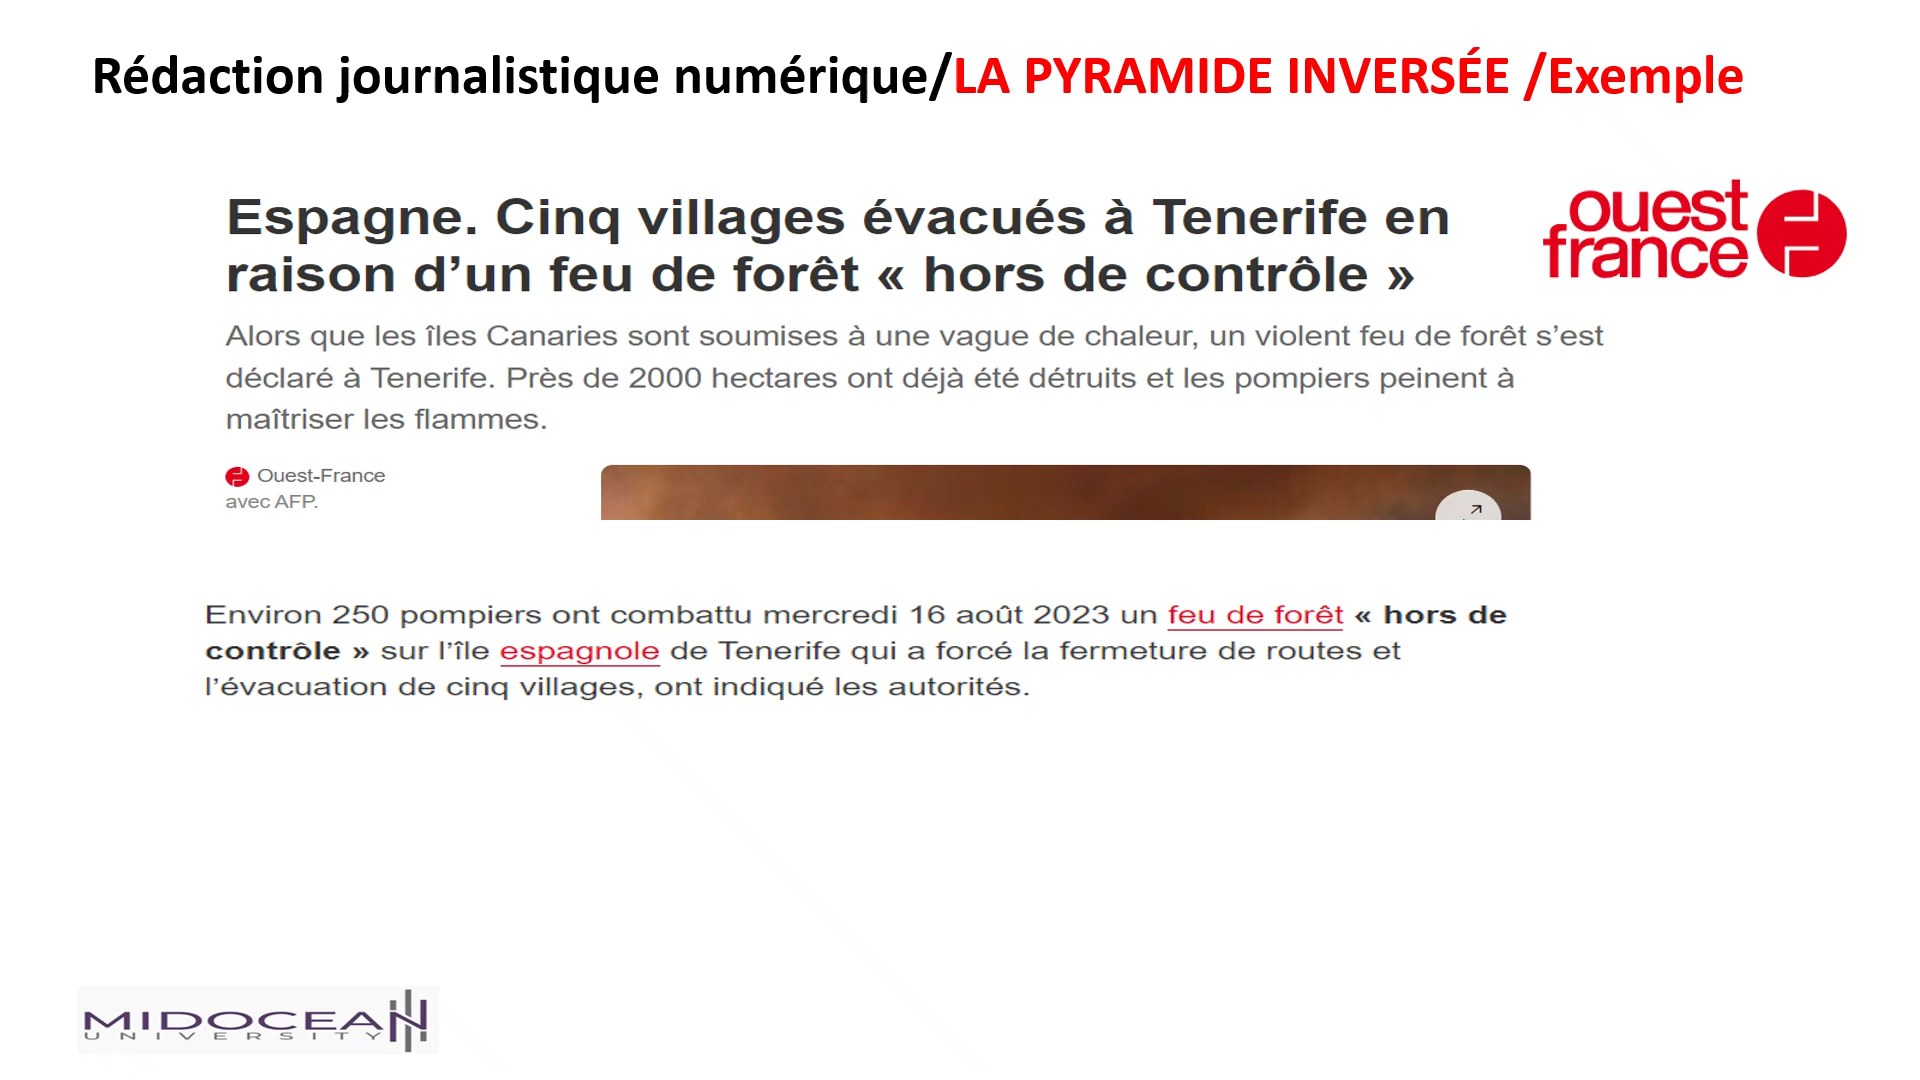 Rédaction journalistique numérique/LA PYRAMIDE INVERSÉE /Exemple
ouest
france
Espagne. Cinq villages évacués à Tenerife en
raison d’un feu de forêt « hors de contrôle »
Alors que les îles Canaries sont soumises à une vague de chaleur, un violent feu de forêt s’est
déclaré à Tenerife. Près de 2000 hectares ont déjà été détruits et les pompiers peinent à
maîtriser les flammes.
Ouest-France
avec AFP.
Environ 250 pompiers ont combattu mercredi 16 août 2023 un feu de forêt « hors de
contrôle » sur l’île espagnole de Tenerife qui a forcé la fermeture de routes et
l’évacuation de cinq villages, ont indiqué les autorités.
MIDOCEAN
UNIVERSITY